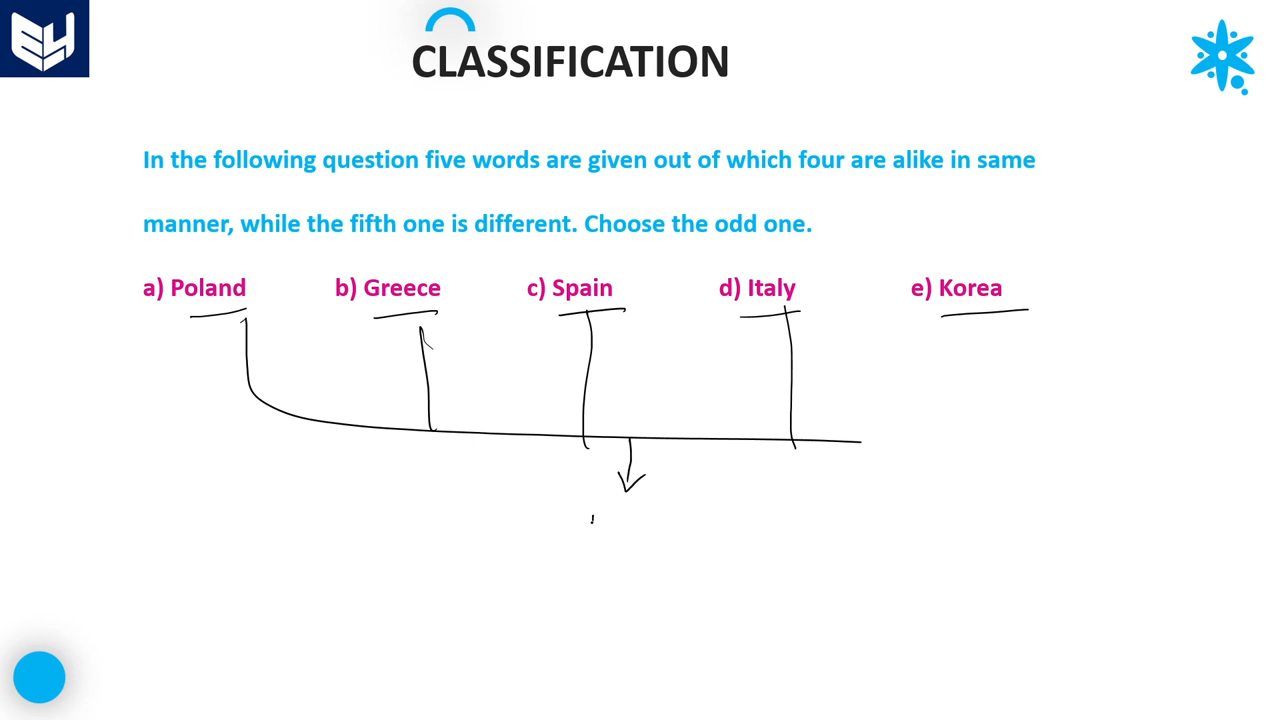 CLASSIFICATION
In the following question five words are given out of which four are alike in same
manner, while the fifth one is different. Choose the odd one.
a) Poland b) Greece c) Spain d) Italy e) Korea